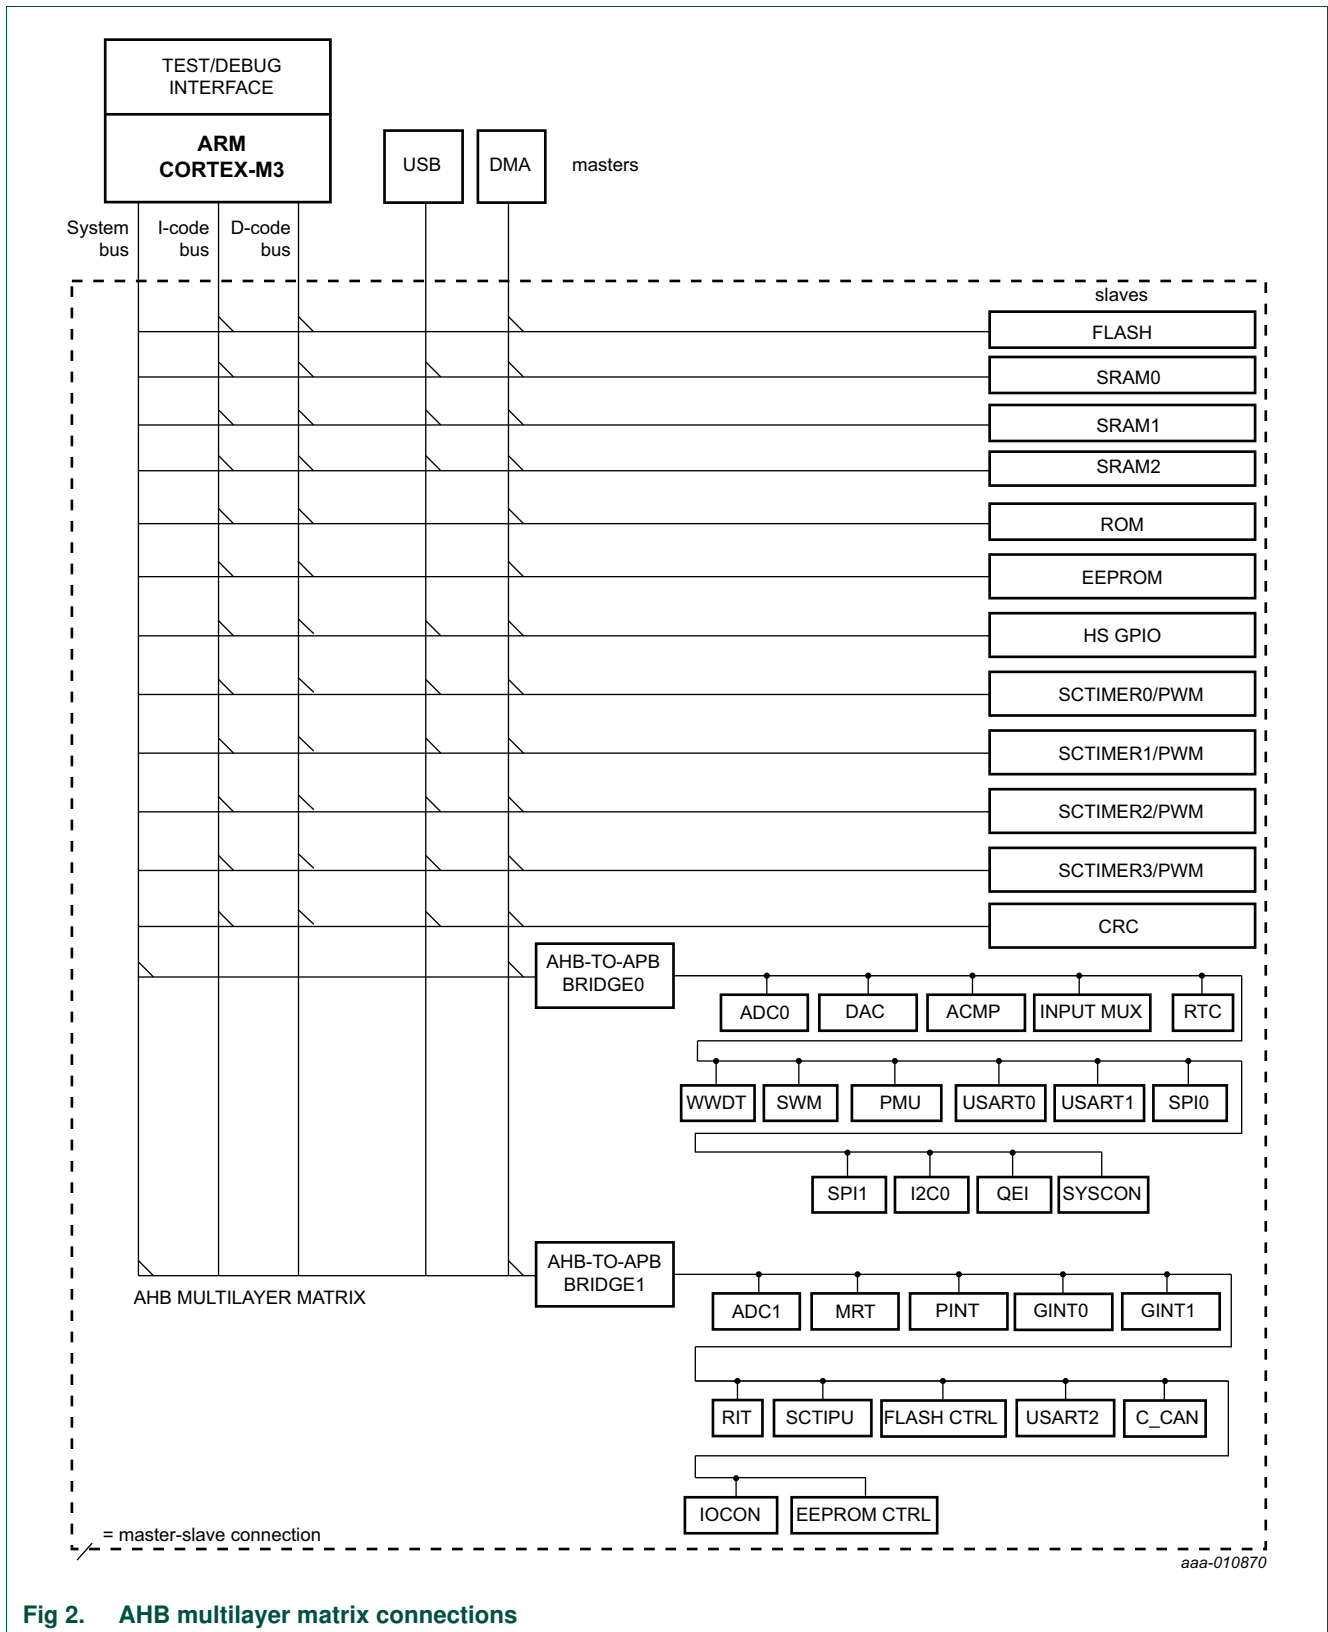 TEST/DEBUG
INTERFACE
ARM
CORTEX-M3
USB
DMA
masters
System
bus
I-code
bus
D-code
bus
slaves
FLASH
SRAM0
SRAM1
SRAM2
ROM
EEPROM
HS GPIO
SCTIMER0/PWM
SCTIMER1/PWM
SCTIMER2/PWM
SCTIMER3/PWM
CRC
AHB-TO-APB
BRIDGE0
ADC0
DAC
ACMP
INPUT MUX
RTC
WWDT
SWM
PMU
USART0
USART1
SPI0
SPI1
I2C0
QEI
SYSCON
AHB-TO-APB
BRIDGE1
AHB MULTILAYER MATRIX
ADC1
MRT
PINT
GINT0
GINT1
RIT
SCTIPU
FLASH CTRL
USART2
C_CAN
IOCON
EEPROM CTRL
= master-slave connection
aaa-010870
Fig 2. AHB multilayer matrix connections